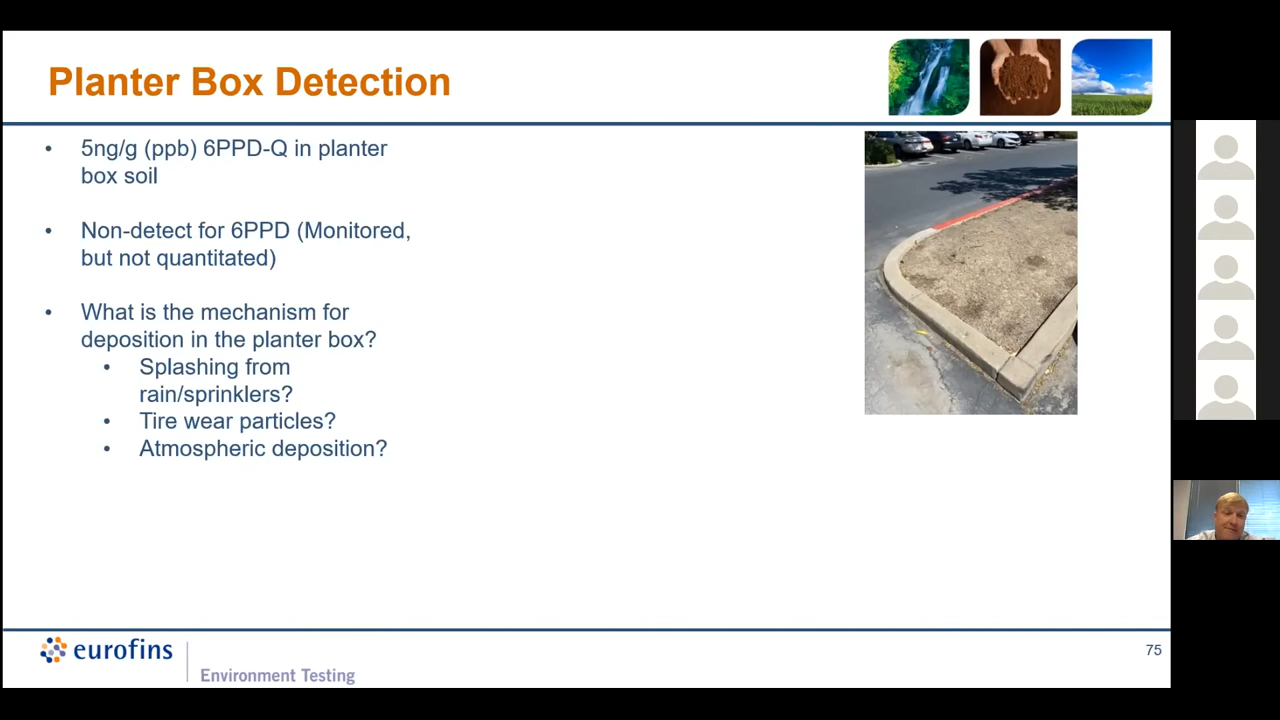 Planter Box Detection
• 5ng/g (ppb) 6PPD-Q in planter
box soil
• Non-detect for 6PPD (Monitored,
but not quantitated)
• What is the mechanism for
deposition in the planter box?
• Splashing from
rain/sprinklers?
• Tire wear particles?
• Atmospheric deposition?
eurofins
Environment Testing
75